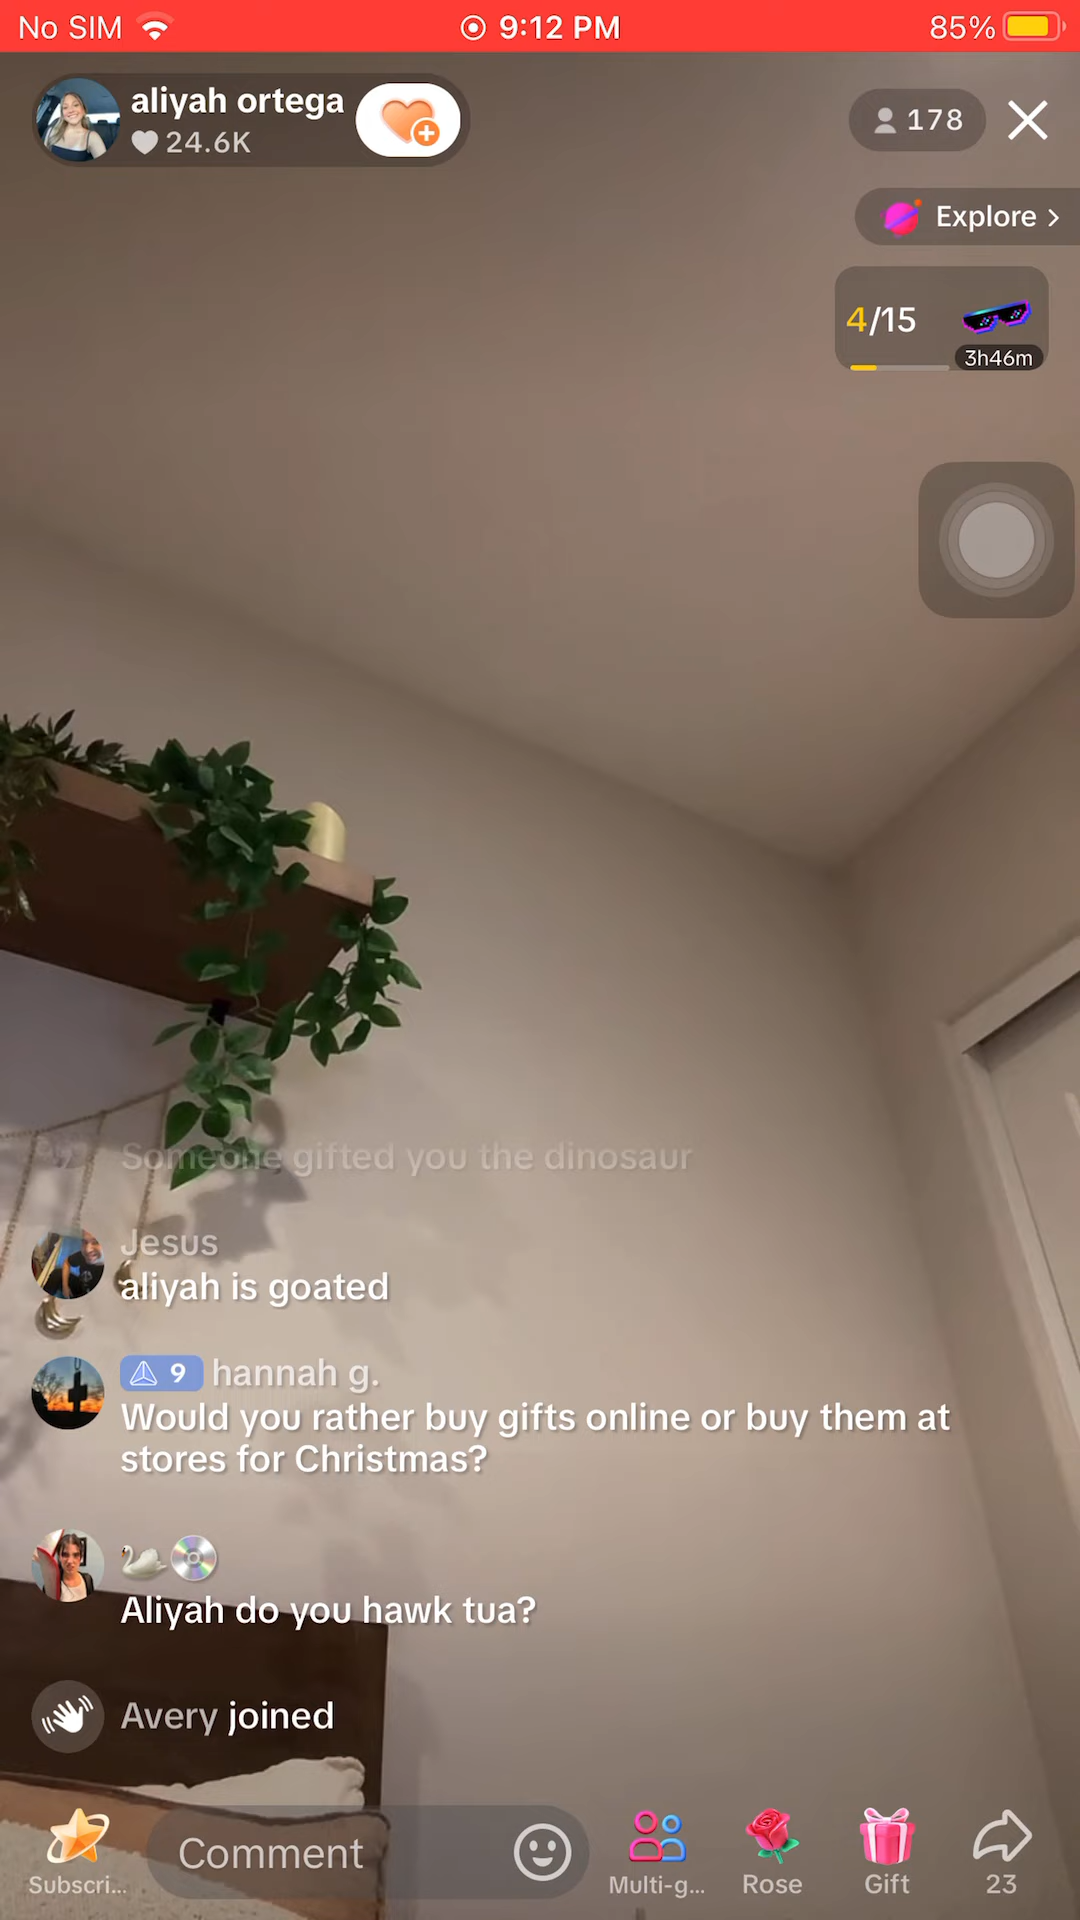 No SIM 9:12 PM 85%
aliyah ortega
24.6K
178
Explore >
4/15
3h46m
Someone gifted you the dinosaur
Jesus
aliyah is goated
9 hannah g.
Would you rather buy gifts online or buy them at
stores for Christmas?
🦢💿
Aliyah do you hawk tua?
Avery joined
Comment
Subscri... Multi-g... Rose Gift 23